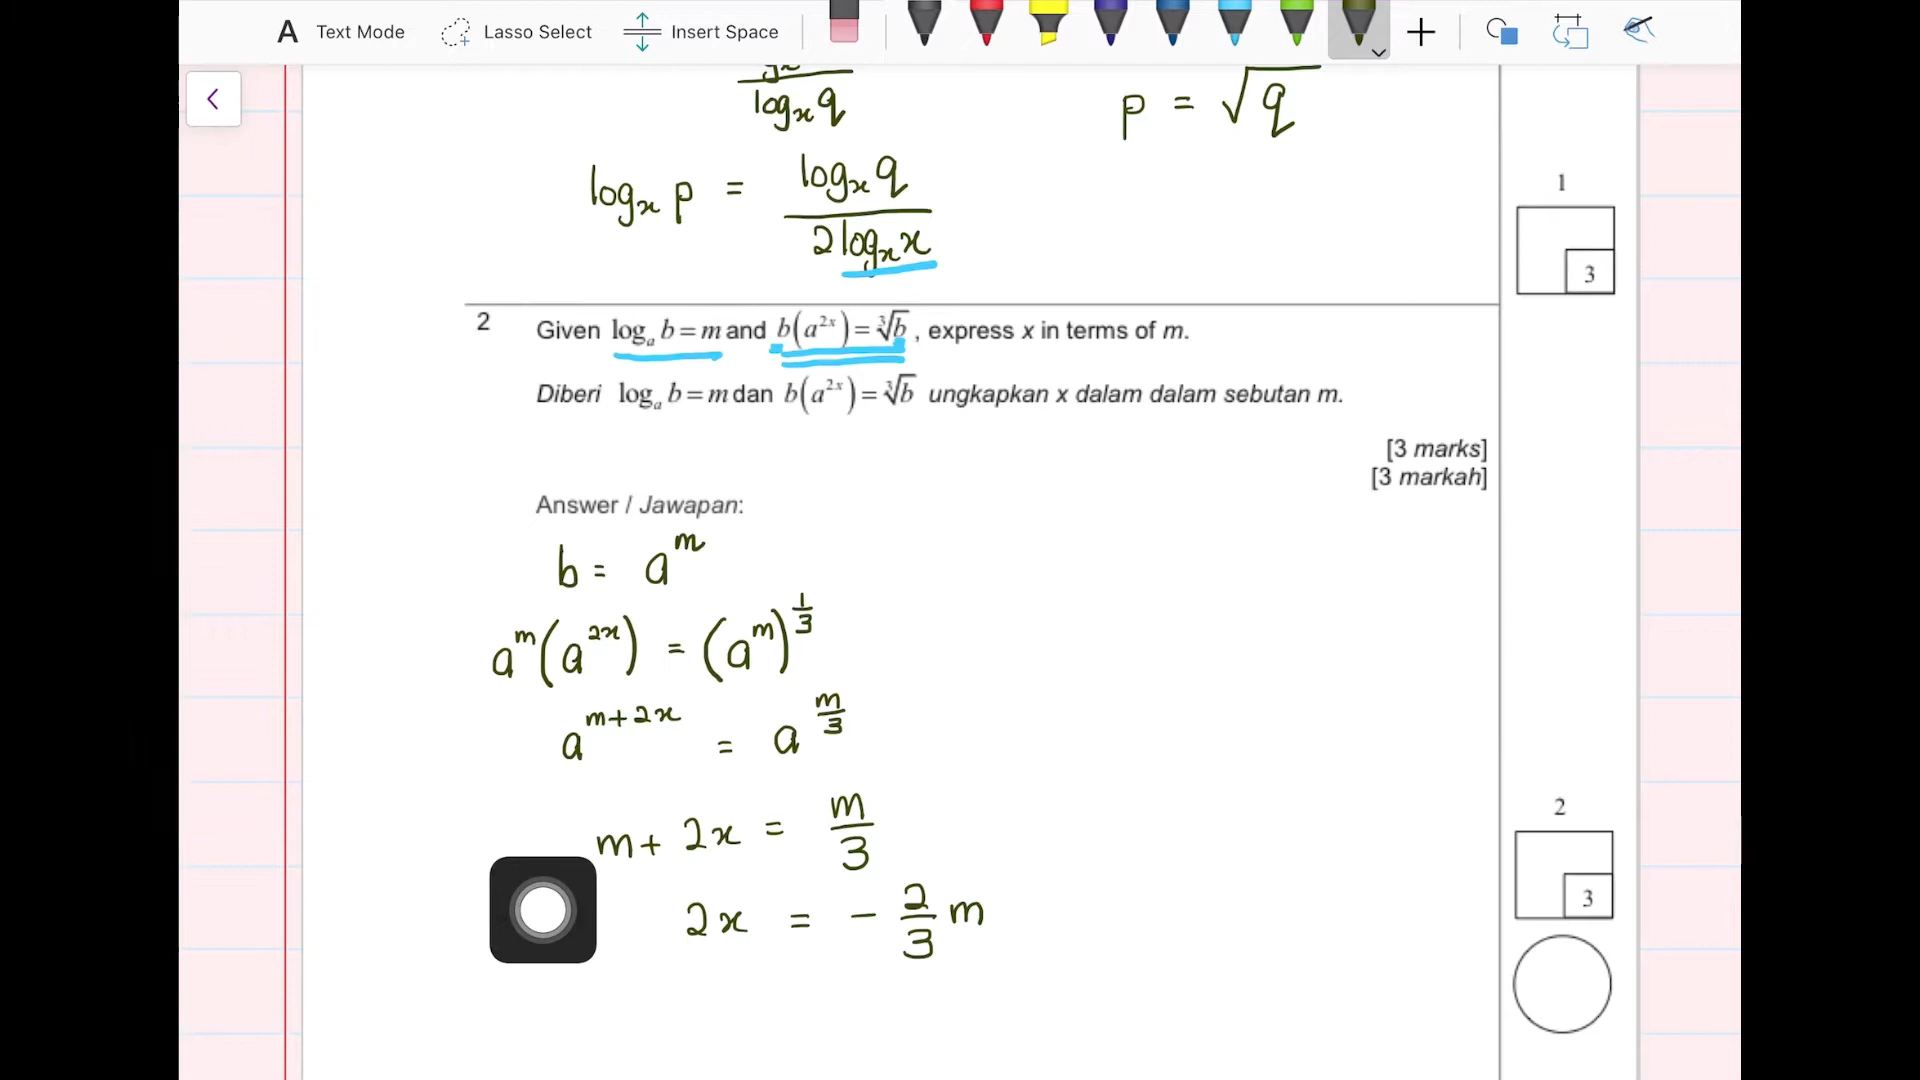 A Text Mode Lasso Select Insert Space
log_x q
p = √q
log_x p = log_x q / 2 log_x x
1
3
2 Given log_a b = m and b(a^{2x}) = ∛b , express x in terms of m.
Diberi log_a b = m dan b(a^{2x}) = ∛b ungkapkan x dalam dalam sebutan m.
[3 marks]
[3 markah]
Answer / Jawapan:
b = a^m
a^m(a^{2x}) = (a^m)^{1/3}
a^{m+2x} = a^{m/3}
m + 2x = m/3
2x = - 2/3 m
2
3